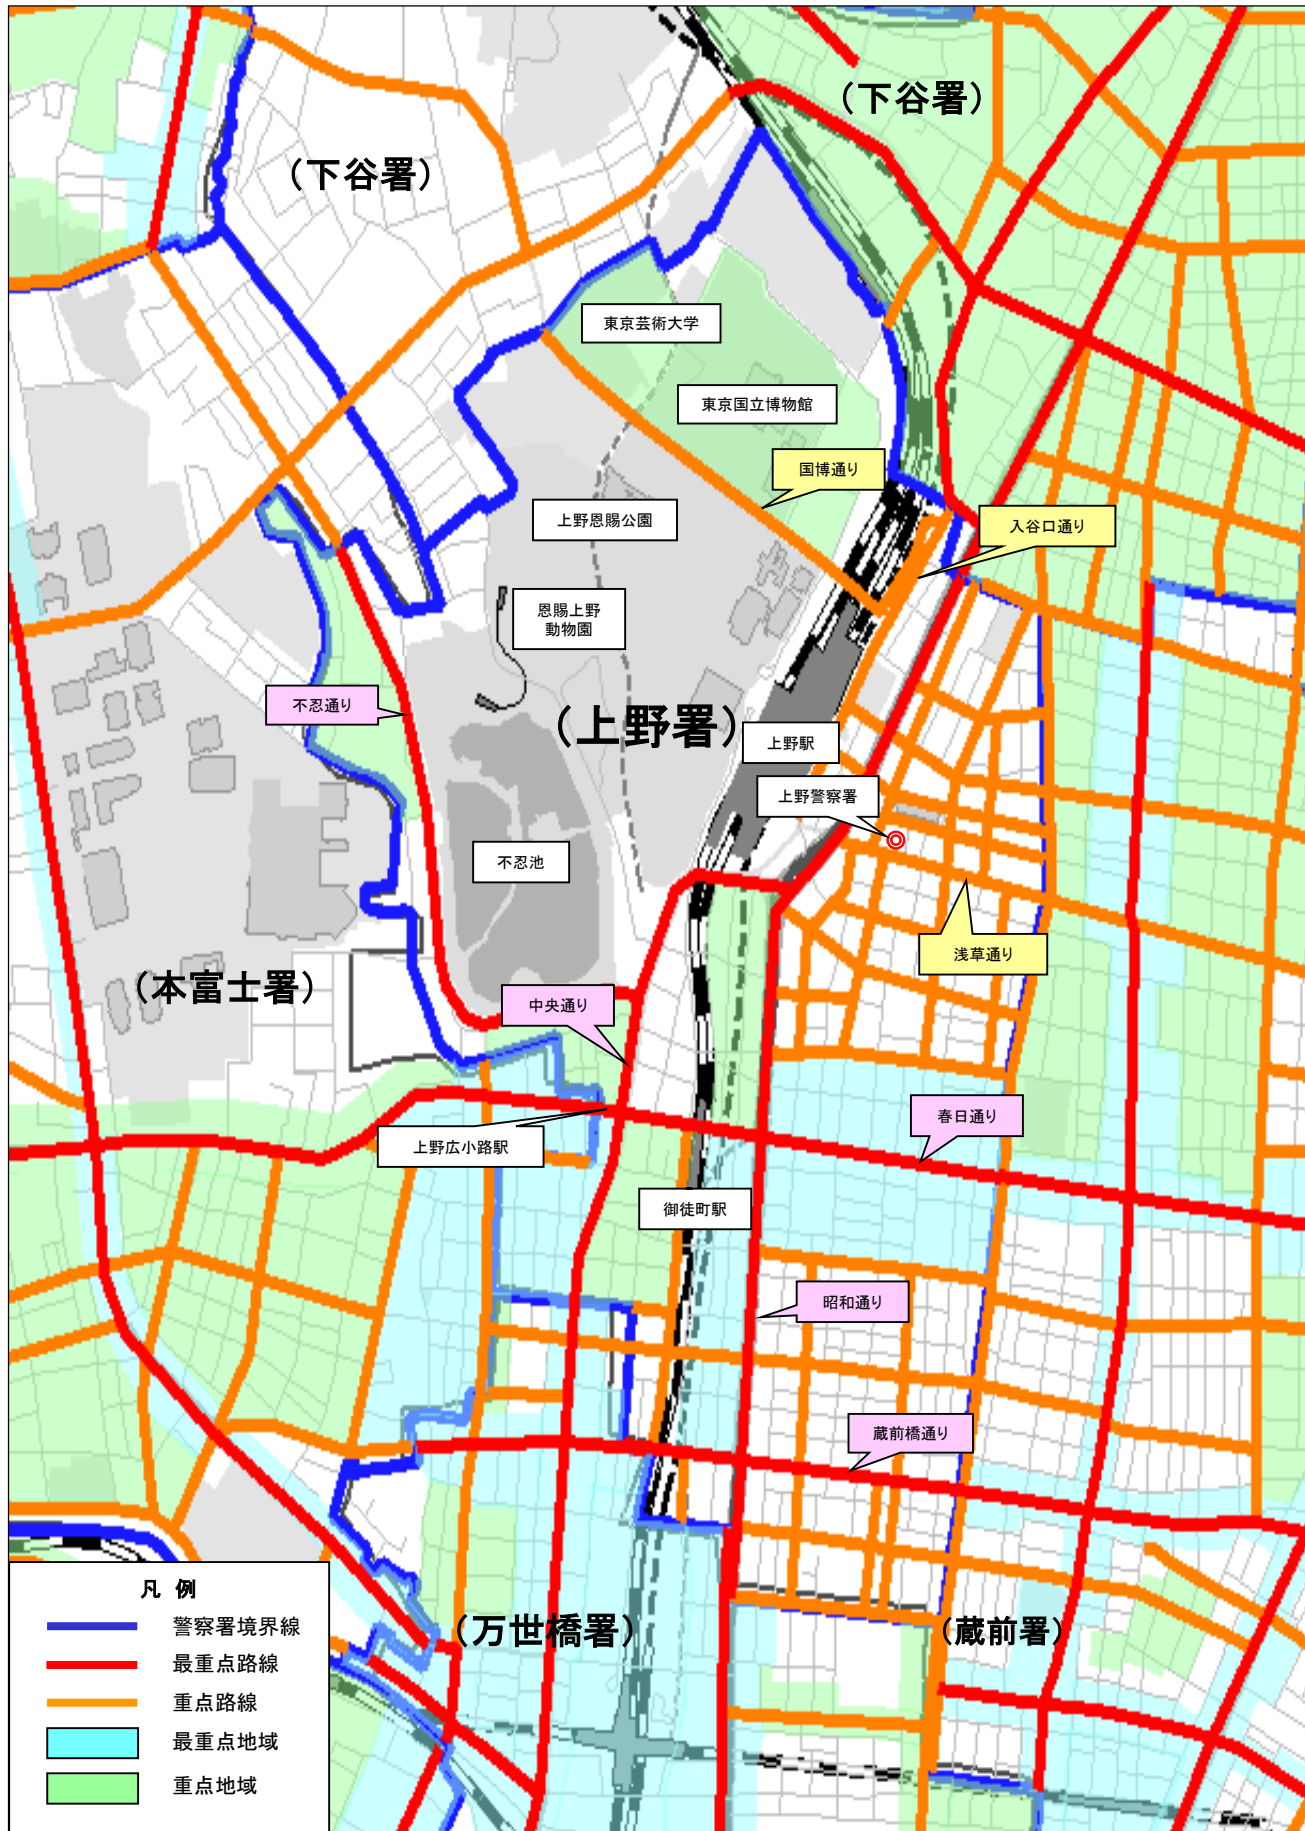 （下谷署）
（下谷署）
東京芸術大学
東京国立博物館
国博通り
上野恩賜公園
入谷口通り
恩賜上野
動物園
不忍通り
（上野署）
上野駅
上野警察署
不忍池
浅草通り
（本富士署）
中央通り
春日通り
上野広小路駅
御徒町駅
昭和通り
蔵前橋通り
凡 例
警察署境界線
最重点路線
重点路線
最重点地域
重点地域
（万世橋署）
（蔵前署）